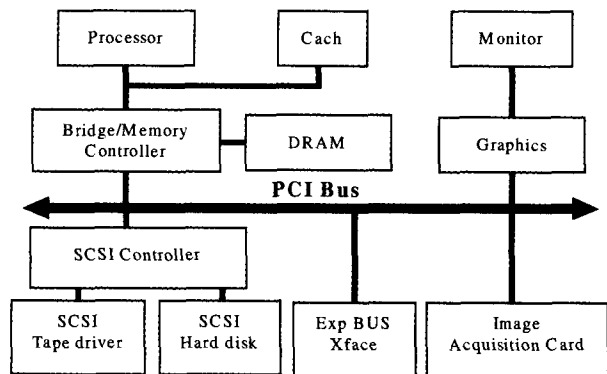 Processor
Cach
Monitor
Bridge/Memory
Controller
DRAM
Graphics
PCI Bus
SCSI Controller
SCSI
Tape driver
SCSI
Hard disk
Exp BUS
Xface
Image
Acquisition Card